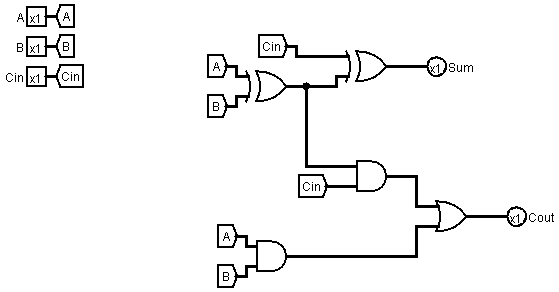 A x1 A
B x1 B
Cin x1 Cin
Cin
A
B
x1 Sum
Cin
x1 Cout
A
B